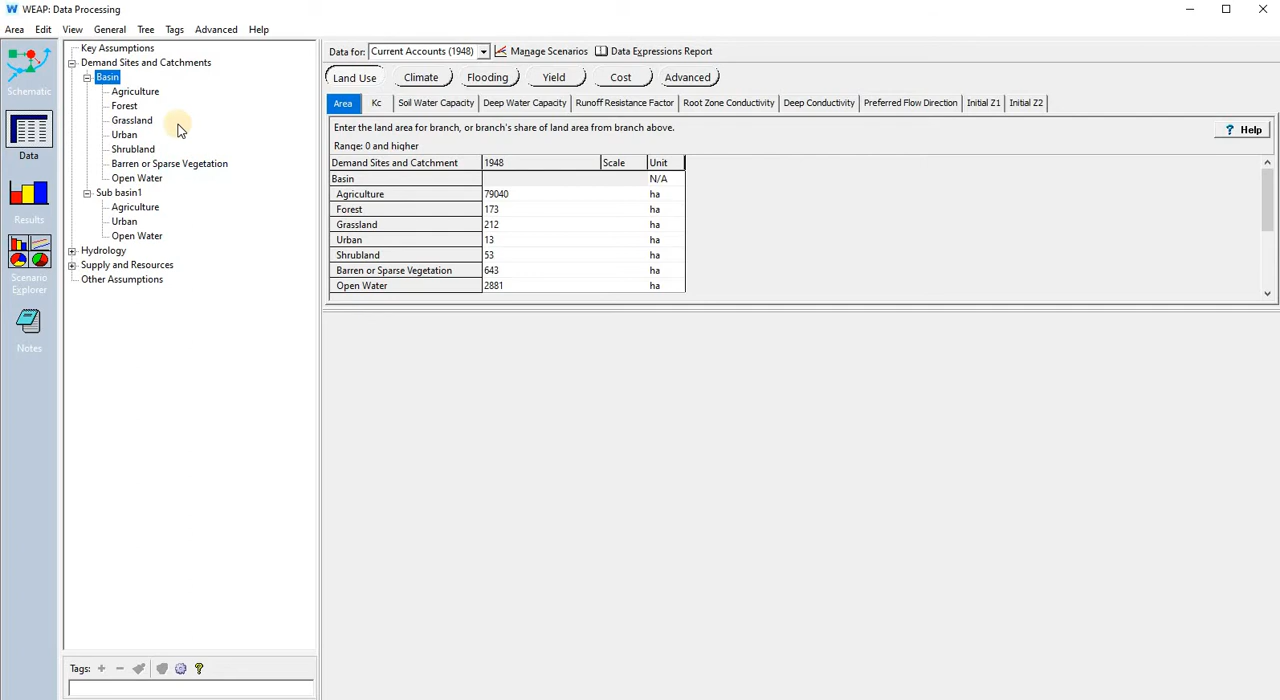 WEAP: Data Processing
Area Edit View General Tree Tags Advanced Help
Schematic
Data
Results
Scenario
Explorer
Notes
Key Assumptions
Demand Sites and Catchments
Basin
Agriculture
Forest
Grassland
Urban
Shrubland
Barren or Sparse Vegetation
Open Water
Sub basin1
Agriculture
Urban
Open Water
Hydrology
Supply and Resources
Other Assumptions
Tags:
Data for: Current Accounts (1948) Manage Scenarios Data Expressions Report
Land Use Climate Flooding Yield Cost Advanced
Area Kc Soil Water Capacity Deep Water Capacity Runoff Resistance Factor Root Zone Conductivity Deep Conductivity Preferred Flow Direction Initial Z1 Initial Z2
Enter the land area for branch, or branch's share of land area from branch above.
Range: 0 and higher
? Help
Demand Sites and Catchment 1948 Scale Unit
Basin N/A
Agriculture 79040 ha
Forest 173 ha
Grassland 212 ha
Urban 13 ha
Shrubland 53 ha
Barren or Sparse Vegetation 643 ha
Open Water 2881 ha